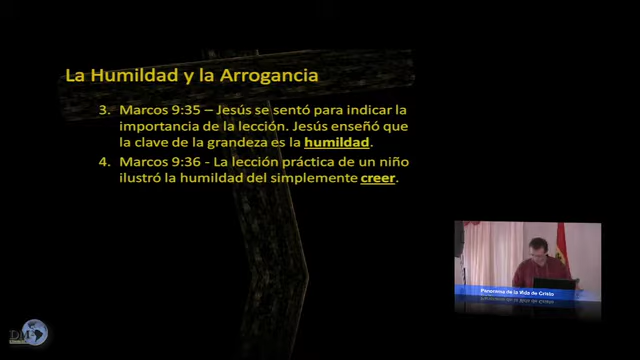 La Humildad y la Arrogancia
3. Marcos 9:35 – Jesús se sentó para indicar la
importancia de la lección. Jesús enseñó que
la clave de la grandeza es la humildad.
4. Marcos 9:36 - La lección práctica de un niño
ilustró la humildad del simplemente creer.
Panorama de la Vida de Cristo
DM